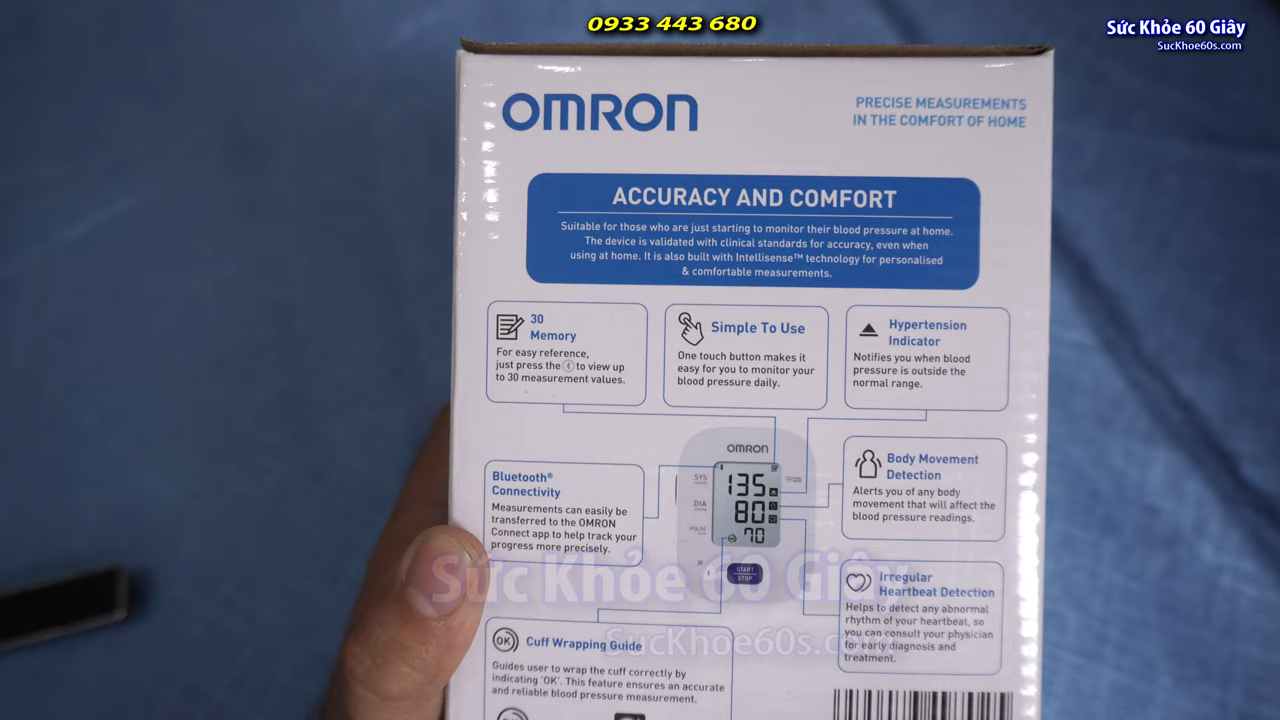 0933 443 680
Sức Khỏe 60 Giây
SucKhoe60s.com
OMRON
PRECISE MEASUREMENTS
IN THE COMFORT OF HOME
ACCURACY AND COMFORT
Suitable for those who are just starting to monitor their blood pressure at home.
The device is validated with clinical standards for accuracy, even when
using at home. It is also built with Intellisense™ technology for personalised
& comfortable measurements.
30
Memory
For easy reference,
just press the to view up
to 30 measurement values.
Simple To Use
One touch button makes it
easy for you to monitor your
blood pressure daily.
Hypertension
Indicator
Notifies you when blood
pressure is outside the
normal range.
Bluetooth®
Connectivity
Measurements can easily be
transferred to the OMRON
Connect app to help track your
progress more precisely.
OMRON
SYS
135
DIA
80
PULSE
70
START
STOP
Body Movement
Detection
Alerts you of any body
movement that will affect the
blood pressure readings.
Irregular
Heartbeat Detection
Helps to detect any abnormal
rhythm of your heartbeat, so
you can consult your physician
for early diagnosis and
treatment.
Sức Khỏe 60 Giây
SucKhoe60s.com
OK
Cuff Wrapping Guide
Guides user to wrap the cuff correctly by
indicating 'OK'. This feature ensures an accurate
and reliable blood pressure measurement.